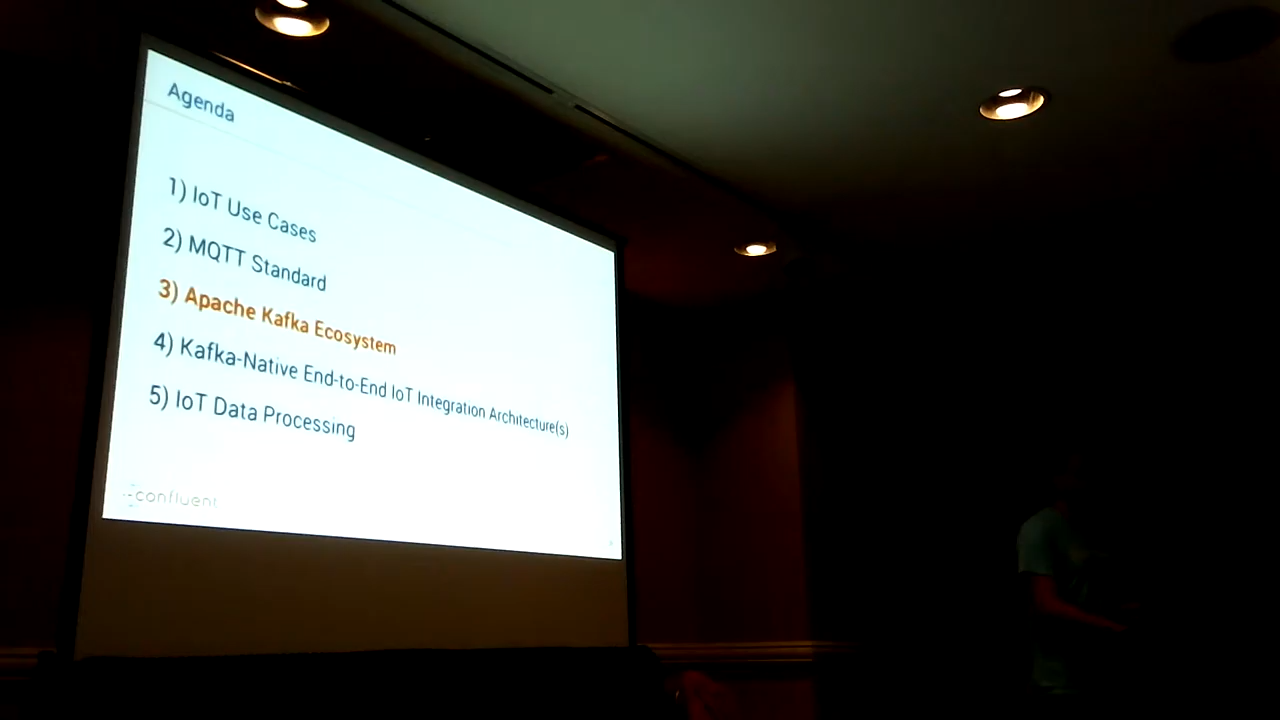 Agenda
1) IoT Use Cases
2) MQTT Standard
3) Apache Kafka Ecosystem
4) Kafka-Native End-to-End IoT Integration Architecture(s)
5) IoT Data Processing
confluent